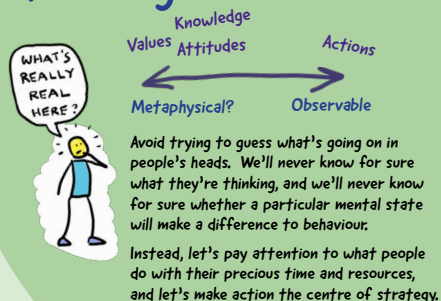 Knowledge
Values Attitudes
Actions
WHAT'S
REALLY
REAL
HERE?
Metaphysical?
Observable
Avoid trying to guess what's going on in
people's heads. We'll never know for sure
what they're thinking, and we'll never know
for sure whether a particular mental state
will make a difference to behaviour.
Instead, let's pay attention to what people
do with their precious time and resources,
and let's make action the centre of strategy.